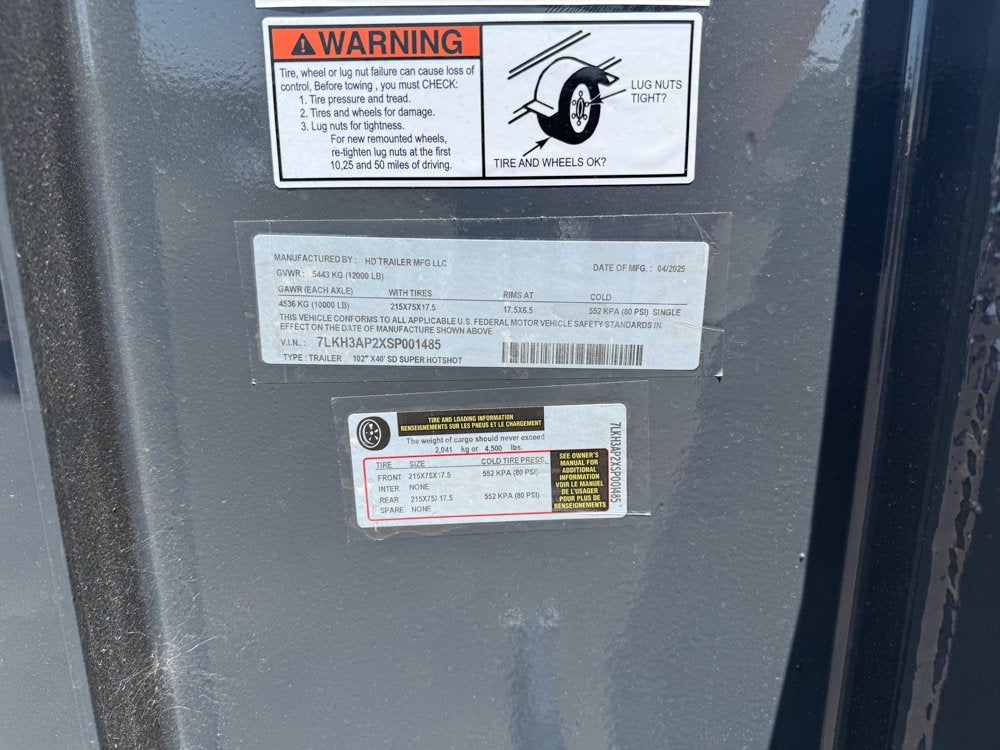 WARNING
Tire, wheel or lug nut failure can cause loss of
control, Before towing , you must CHECK:
1. Tire pressure and tread.
2. Tires and wheels for damage.
3. Lug nuts for tightness.
For new remounted wheels,
re-tighten lug nuts at the first
10,25 and 50 miles of driving.
LUG NUTS
TIGHT?
TIRE AND WHEELS OK?
MANUFACTURED BY : HD TRAILER MFG LLC
GVWR : 5443 KG (12000 LB) DATE OF MFG. : 04/2025
GAWR (EACH AXLE) WITH TIRES RIMS AT COLD
4536 KG (10000 LB) 215X75X17.5 17.5X6.5 552 KPA (80 PSI) SINGLE
THIS VEHICLE CONFORMS TO ALL APPLICABLE U.S. FEDERAL MOTOR VEHICLE SAFETY STANDARDS IN
EFFECT ON THE DATE OF MANUFACTURE SHOWN ABOVE
V.I.N. : 7LKH3AP2XSP001485
TYPE : TRAILER 102" X40' SD SUPER HOTSHOT
TIRE AND LOADING INFORMATION
RENSEIGNEMENTS SUR LES PNEUS ET LE CHARGEMENT
The weight of cargo should never exceed
2,041 kg or 4,500 lbs.
TIRE SIZE COLD TIRE PRESS.
FRONT 215X75X17.5 552 KPA (80 PSI)
INTER NONE
REAR 215X75X17.5 552 KPA (80 PSI)
SPARE NONE
SEE OWNER'S
MANUAL FOR
ADDITIONAL
INFORMATION
VOIR LE MANUEL
DE L'USAGER
POUR PLUS DE
RENSEIGNEMENTS
7LKH3AP2XSP001485